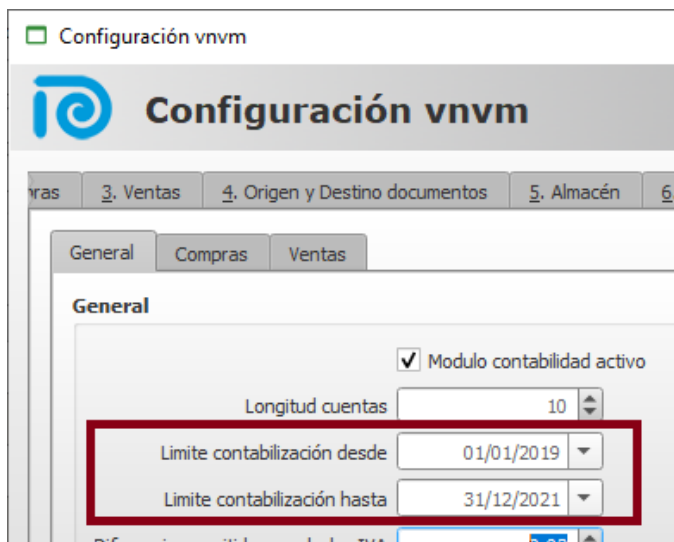 Configuración vnvm
Configuración vnvm
3. Ventas 4. Origen y Destino documentos 5. Almacén 6
General Compras Ventas
General
Modulo contabilidad activo
Longitud cuentas 10
Limite contabilización desde 01/01/2019
Limite contabilización hasta 31/12/2021